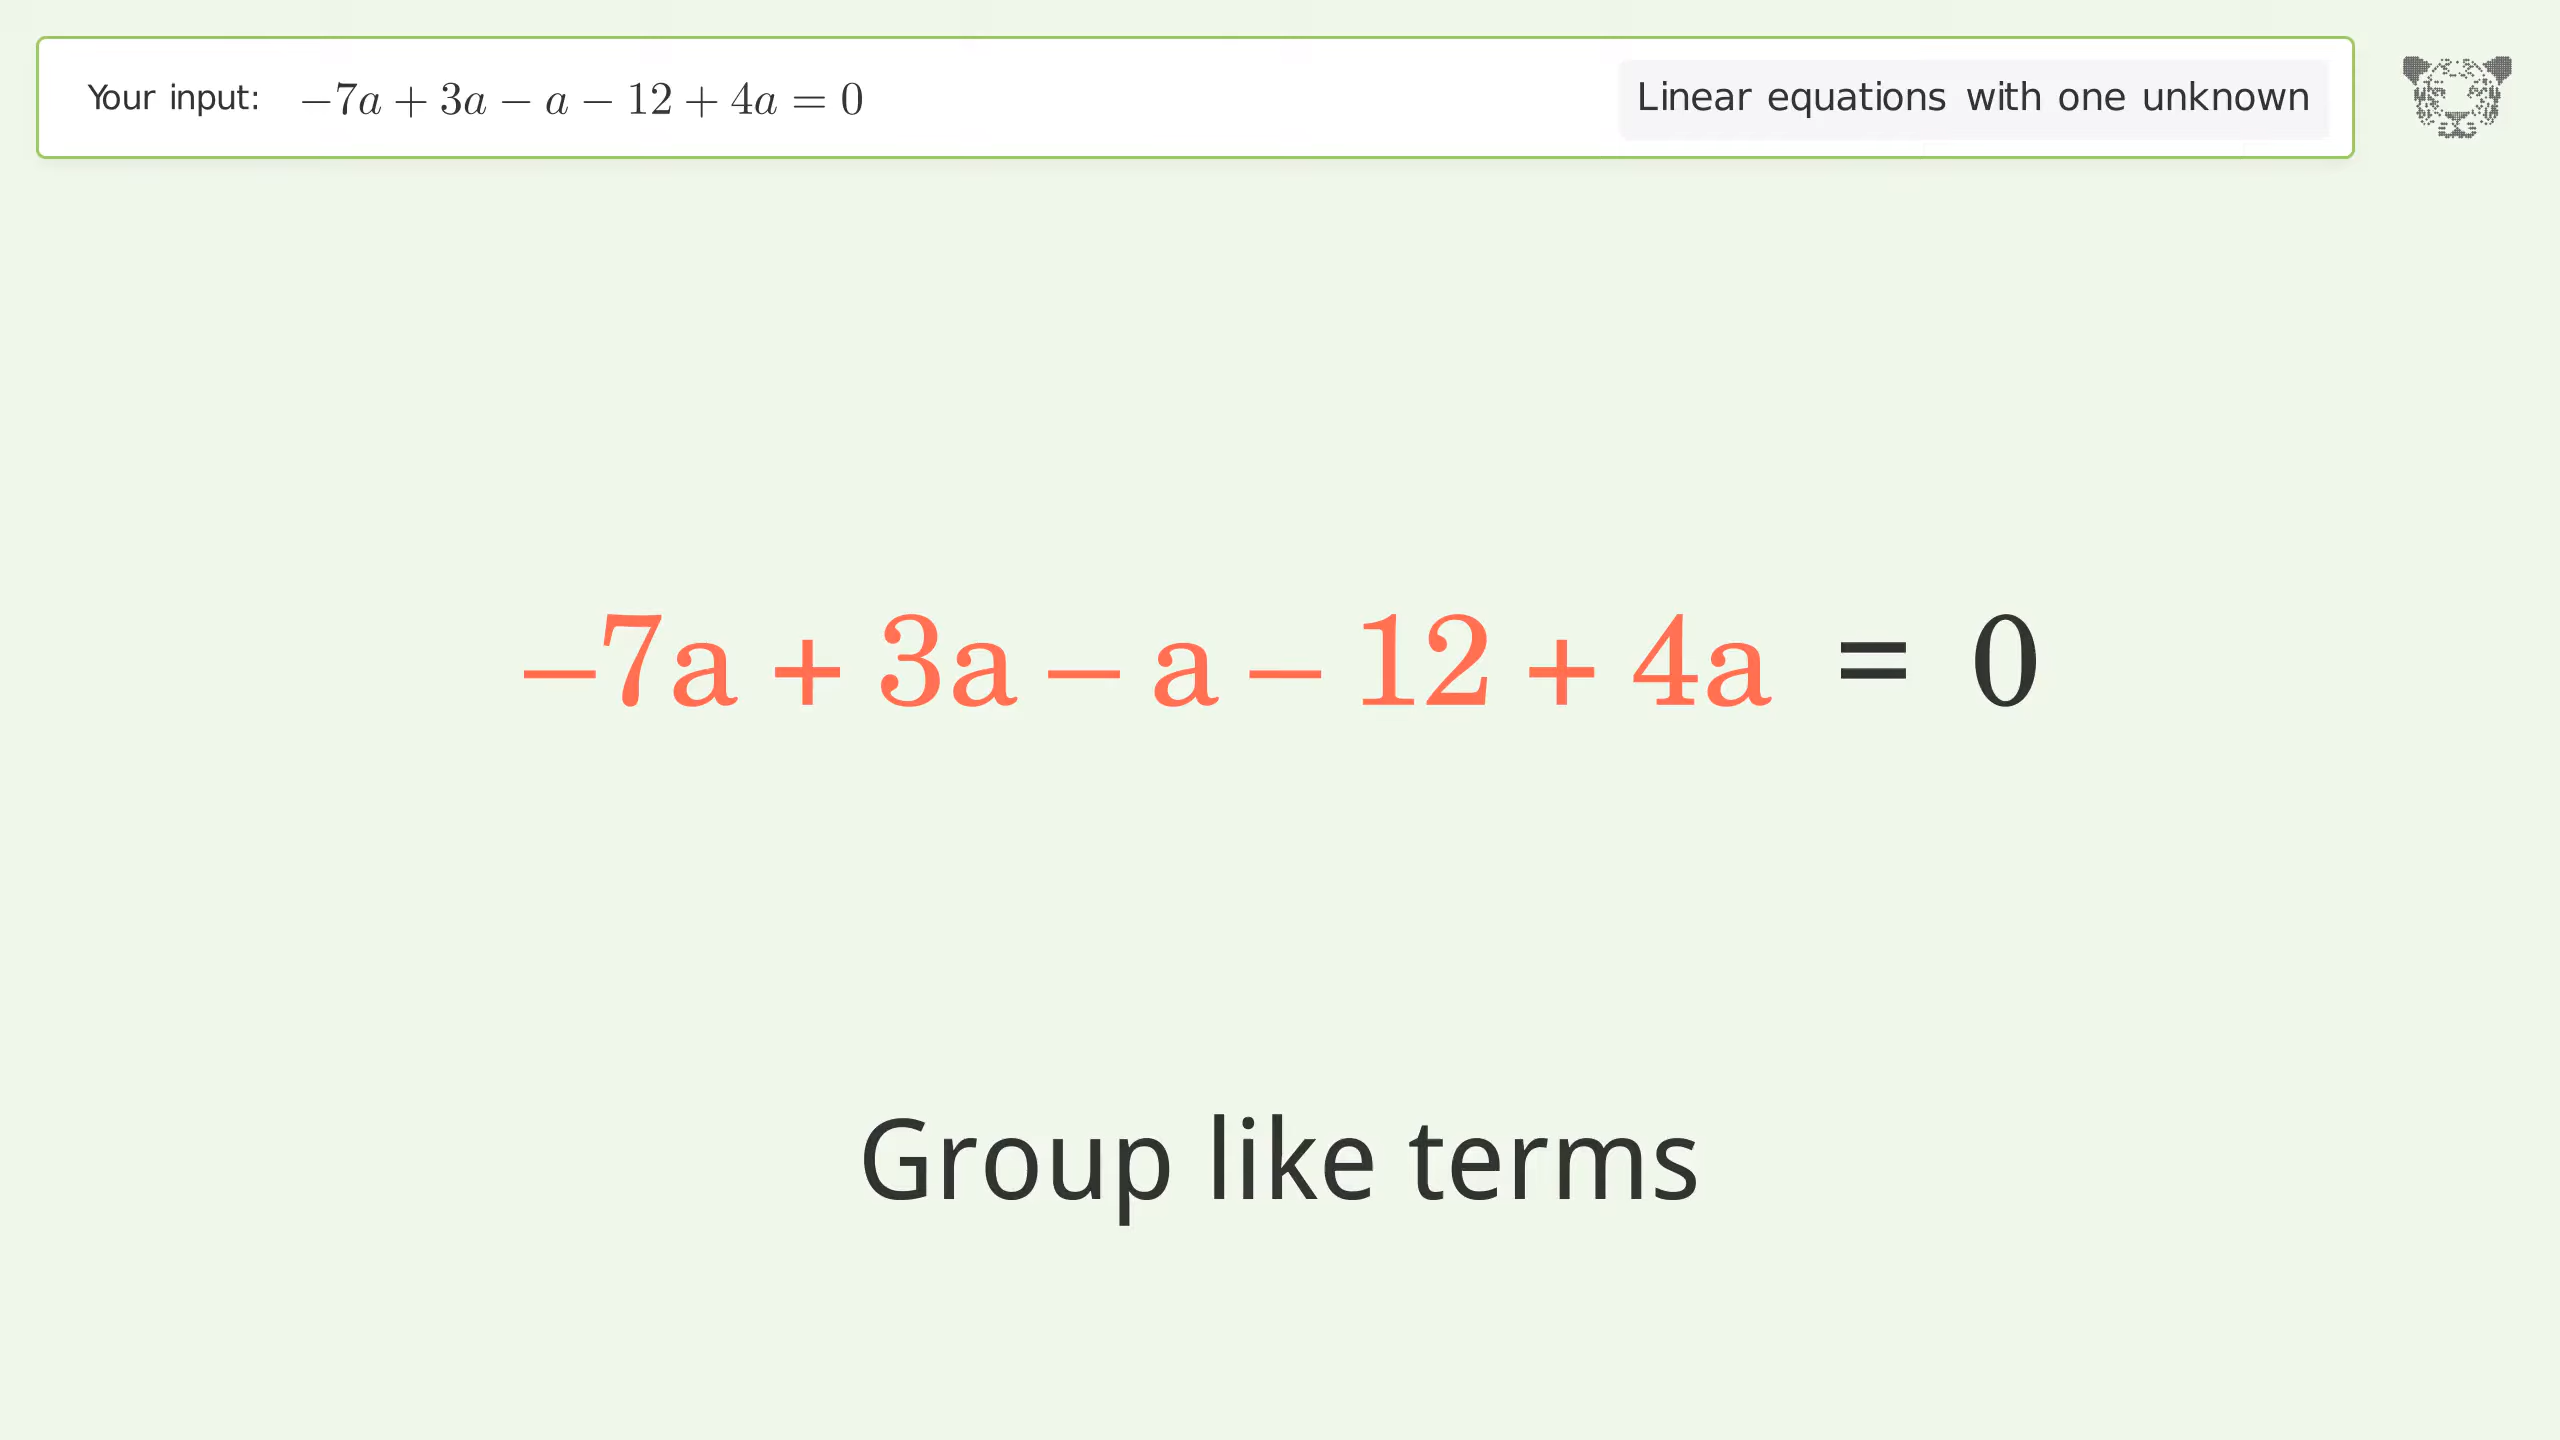 Your input: −7a + 3a − a − 12 + 4a = 0
Linear equations with one unknown
−7a + 3a − a − 12 + 4a = 0
Group like terms